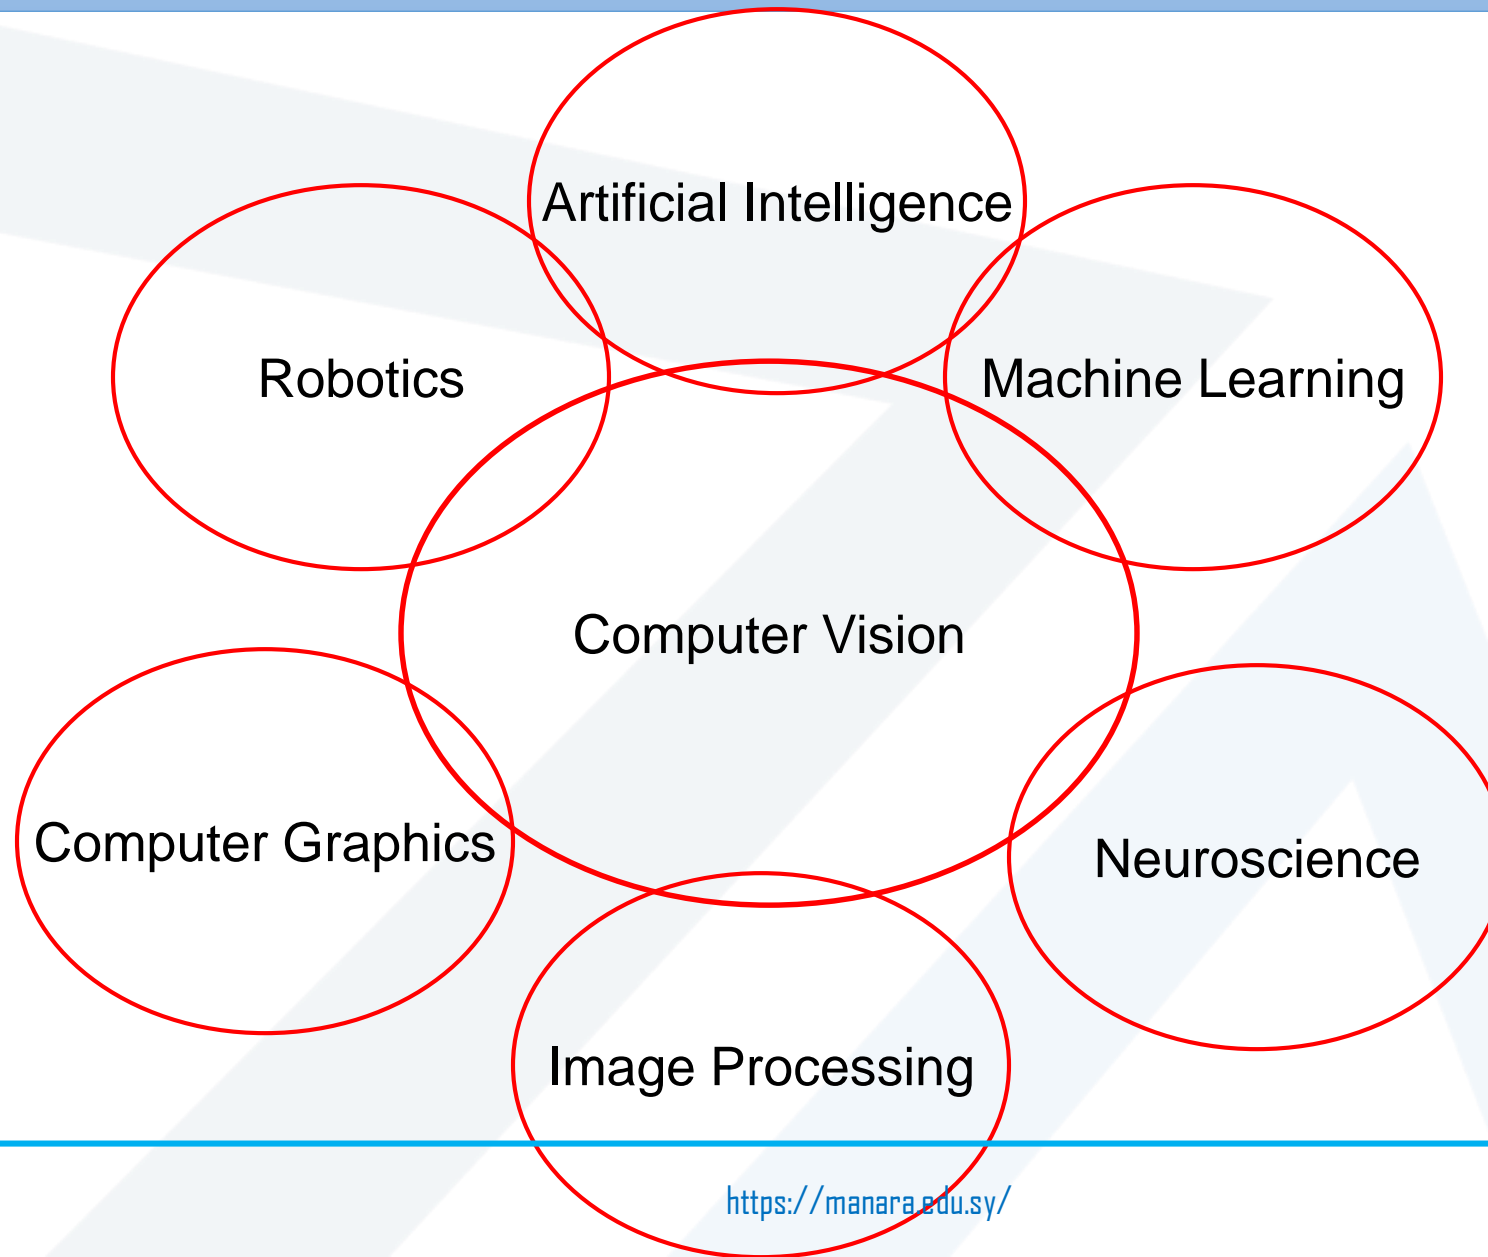 Artificial Intelligence
Robotics
Machine Learning
Computer Vision
Computer Graphics
Neuroscience
Image Processing
https://manara.edu.sy/